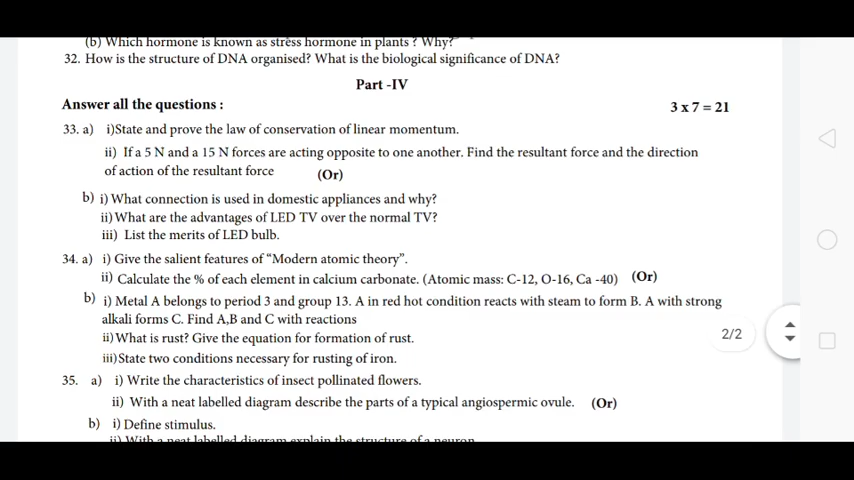 (b) Which hormone is known as stress hormone in plants ? Why?
32. How is the structure of DNA organised? What is the biological significance of DNA?
Part -IV
Answer all the questions : 3 x 7 = 21
33. a) i)State and prove the law of conservation of linear momentum.
ii) If a 5 N and a 15 N forces are acting opposite to one another. Find the resultant force and the direction
of action of the resultant force (Or)
b) i) What connection is used in domestic appliances and why?
ii) What are the advantages of LED TV over the normal TV?
iii) List the merits of LED bulb.
34. a) i) Give the salient features of “Modern atomic theory”.
ii) Calculate the % of each element in calcium carbonate. (Atomic mass: C-12, O-16, Ca -40) (Or)
b) i) Metal A belongs to period 3 and group 13. A in red hot condition reacts with steam to form B. A with strong
alkali forms C. Find A,B and C with reactions
ii) What is rust? Give the equation for formation of rust.
iii) State two conditions necessary for rusting of iron.
2/2
35. a) i) Write the characteristics of insect pollinated flowers.
ii) With a neat labelled diagram describe the parts of a typical angiospermic ovule. (Or)
b) i) Define stimulus.
ii) With a neat labelled diagram explain the structure of a neuron